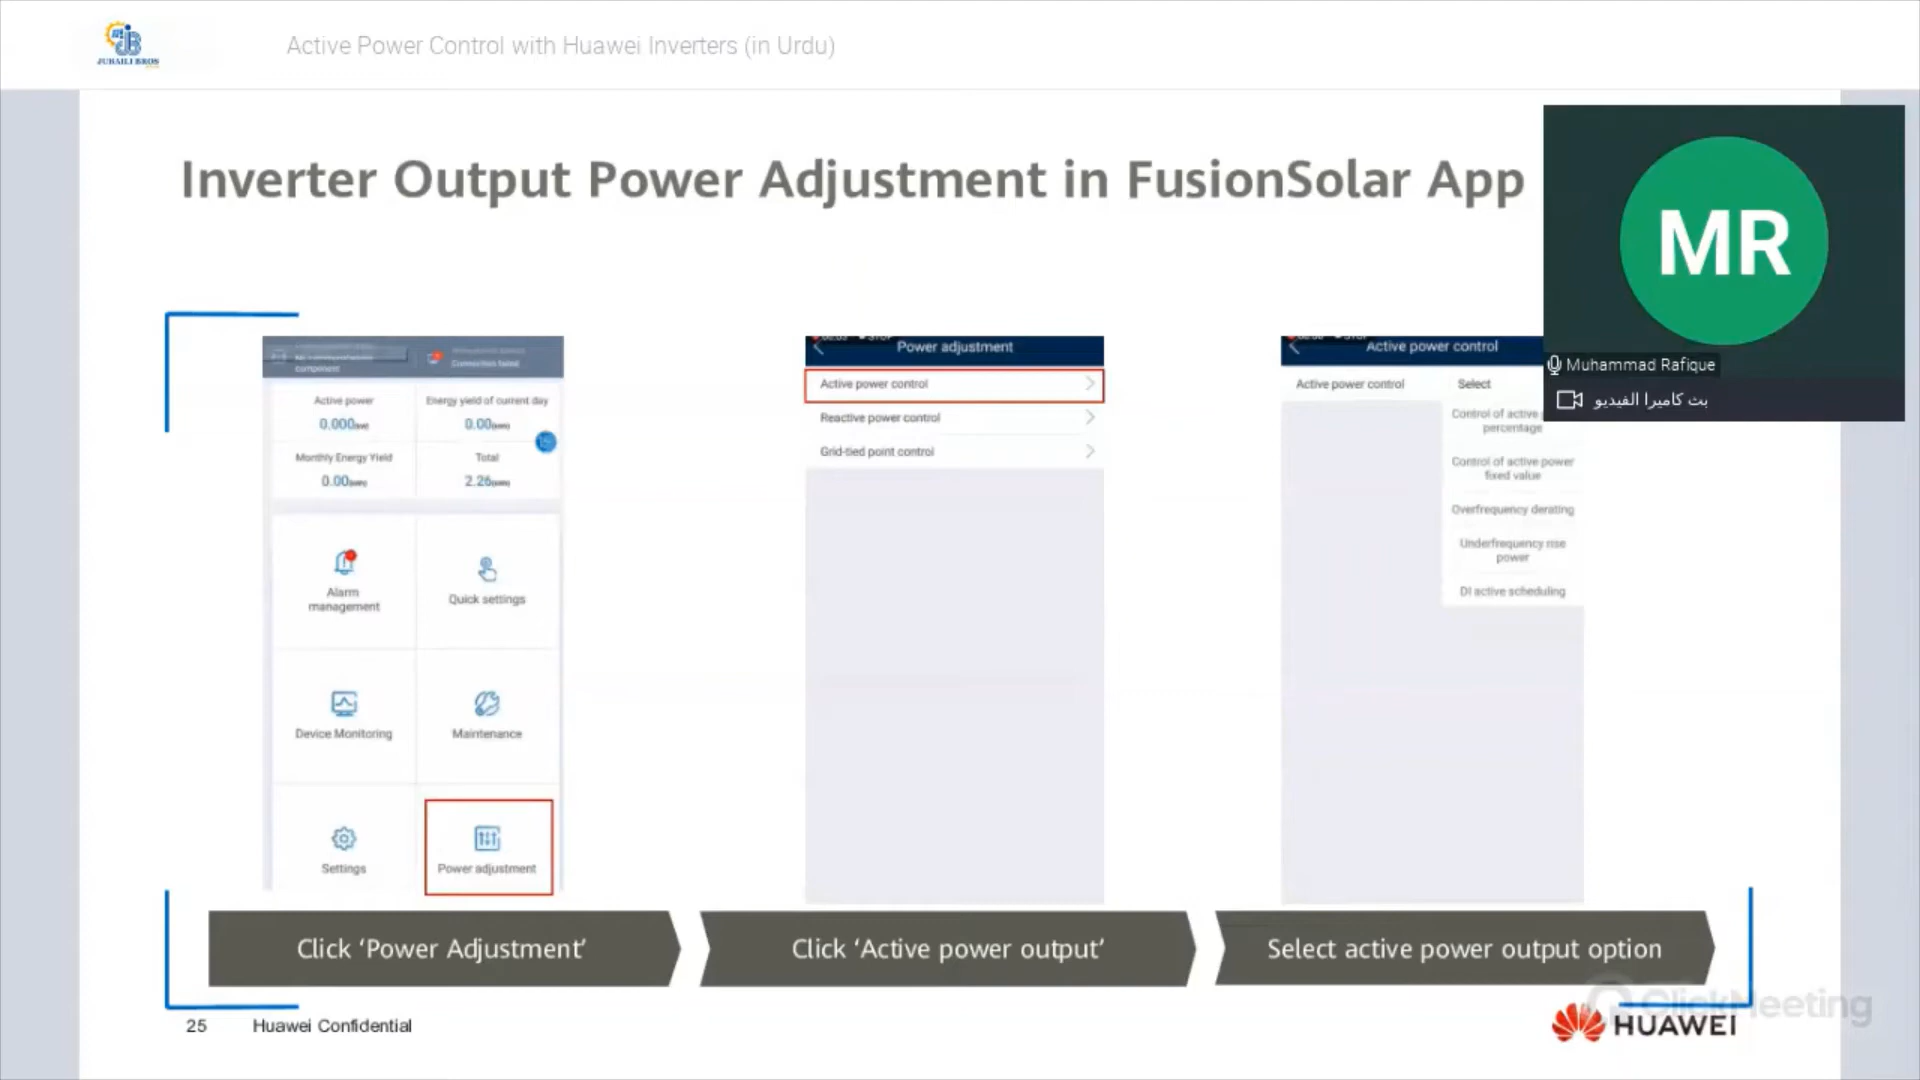 JUBAILI BROS
Active Power Control with Huawei Inverters (in Urdu)
Inverter Output Power Adjustment in FusionSolar App
MR
Muhammad Rafique
بث كاميرا الفيديو
component
Connection failed
Active power
0.000
Energy yield of current day
0.00
Monthly Energy Yield
0.00
Total
2.26
Alarm
management
Quick settings
Device Monitoring
Maintenance
Settings
Power adjustment
Power adjustment
Active power control
Reactive power control
Grid-tied point control
Active power control
Active power control
Select
Control of active
percentage
Control of active power
fixed value
Overfrequency derating
Underfrequency rise
power
DI active scheduling
Click ‘Power Adjustment’
Click ‘Active power output’
Select active power output option
25
Huawei Confidential
ClickMeeting
HUAWEI